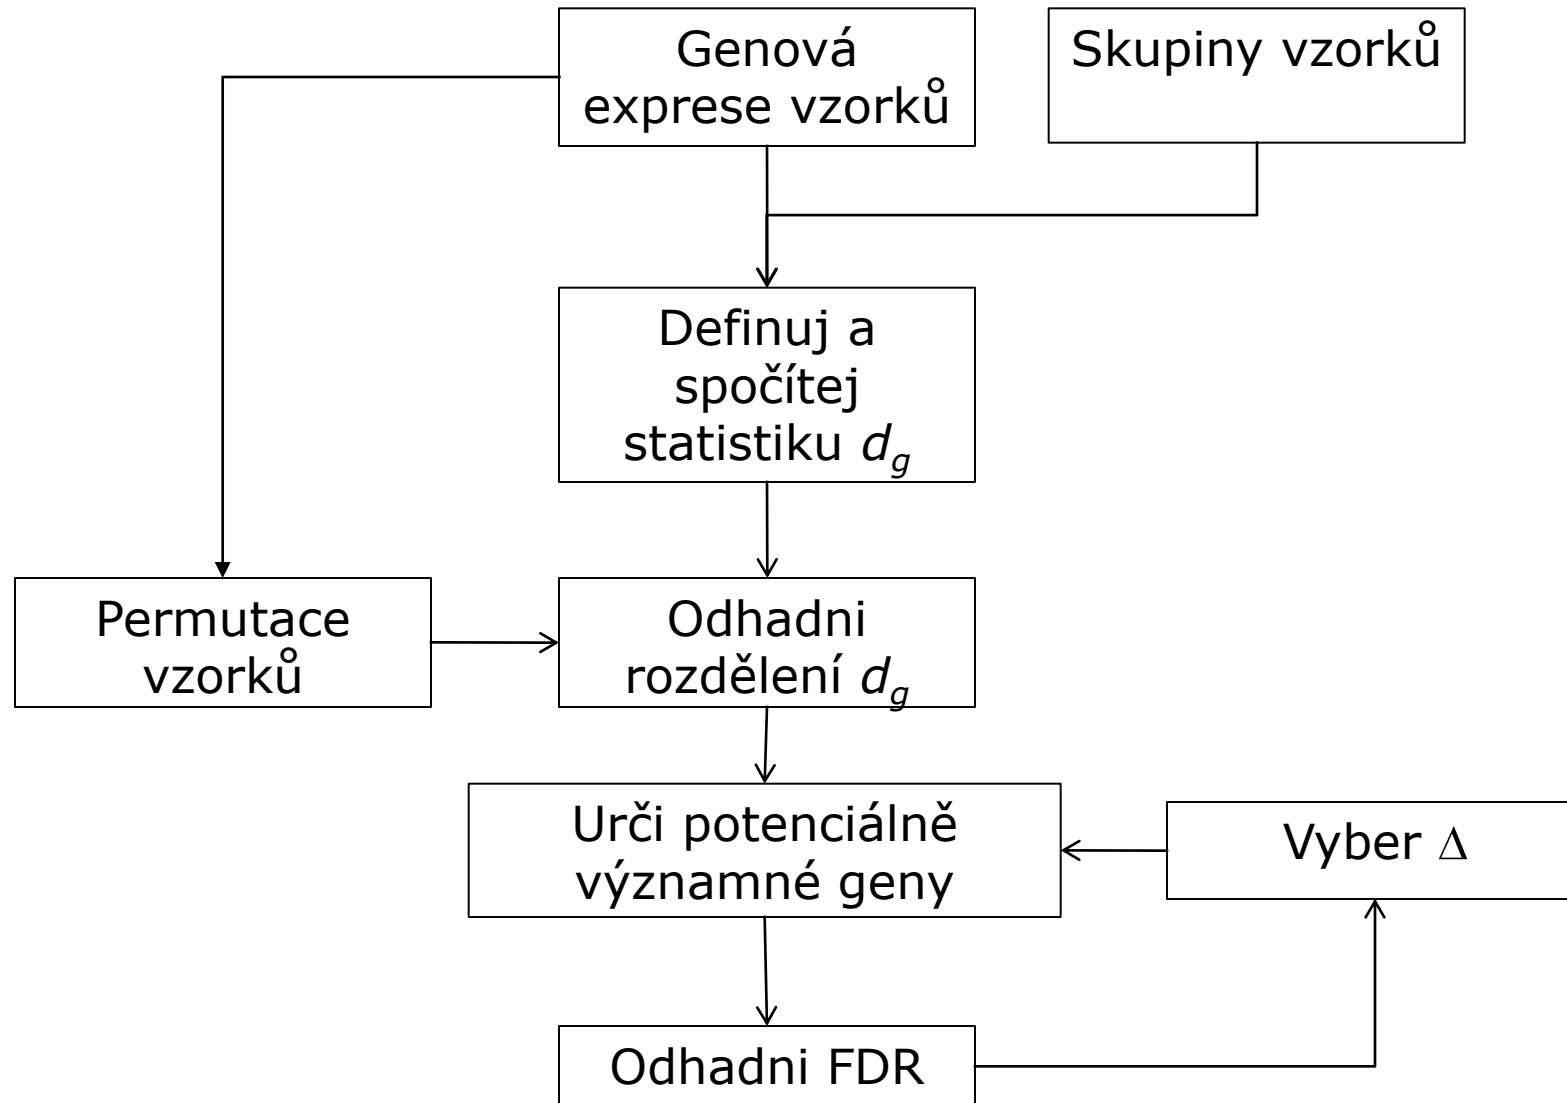 Genová
exprese vzorků
Skupiny vzorků
Definuj a
spočítej
statistiku d_g
Permutace
vzorků
Odhadni
rozdělení d_g
Urči potenciálně
významné geny
Vyber Δ
Odhadni FDR